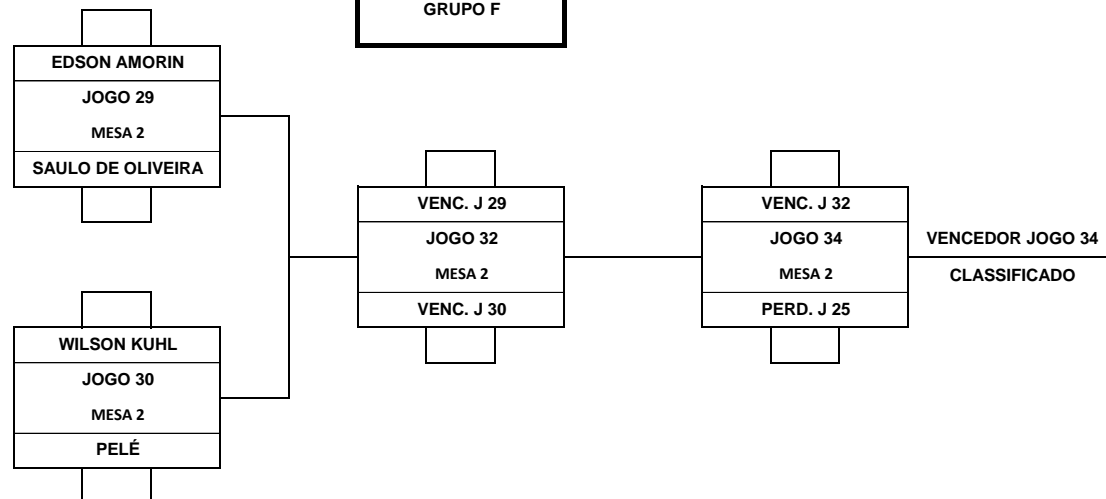 GRUPO F
EDSON AMORIN
JOGO 29
MESA 2
SAULO DE OLIVEIRA
WILSON KUHL
JOGO 30
MESA 2
PELÉ
VENC. J 29
JOGO 32
MESA 2
VENC. J 30
VENC. J 32
JOGO 34
MESA 2
PERD. J 25
VENCEDOR JOGO 34
CLASSIFICADO